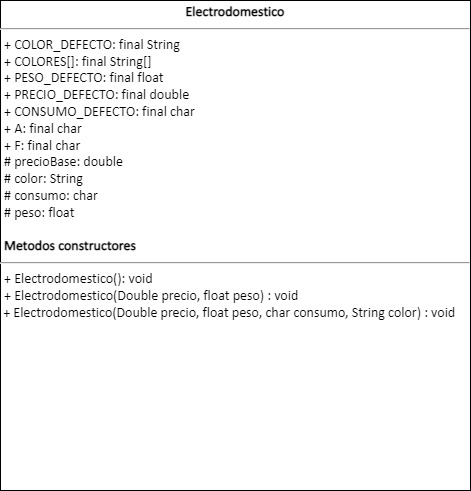 Electrodomestico
+ COLOR_DEFECTO: final String
+ COLORES[]: final String[]
+ PESO_DEFECTO: final float
+ PRECIO_DEFECTO: final double
+ CONSUMO_DEFECTO: final char
+ A: final char
+ F: final char
# precioBase: double
# color: String
# consumo: char
# peso: float
Metodos constructores
+ Electrodomestico(): void
+ Electrodomestico(Double precio, float peso) : void
+ Electrodomestico(Double precio, float peso, char consumo, String color) : void